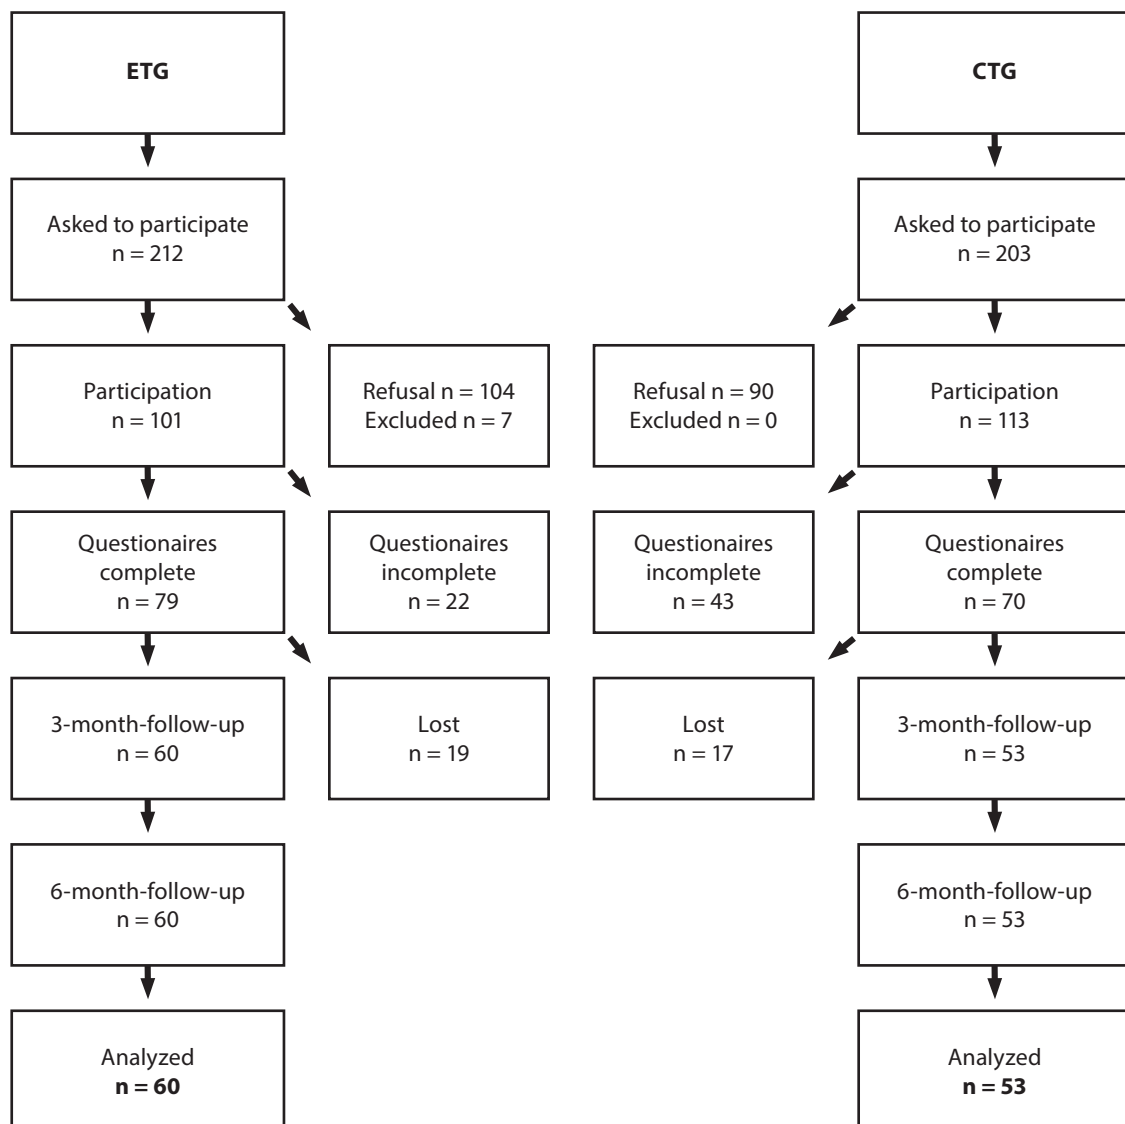 ETG
CTG
Asked to participate
n = 212
Asked to participate
n = 203
Participation
n = 101
Refusal n = 104
Excluded n = 7
Refusal n = 90
Excluded n = 0
Participation
n = 113
Questionaires
complete
n = 79
Questionaires
incomplete
n = 22
Questionaires
incomplete
n = 43
Questionaires
complete
n = 70
3-month-follow-up
n = 60
Lost
n = 19
Lost
n = 17
3-month-follow-up
n = 53
6-month-follow-up
n = 60
6-month-follow-up
n = 53
Analyzed
n = 60
Analyzed
n = 53